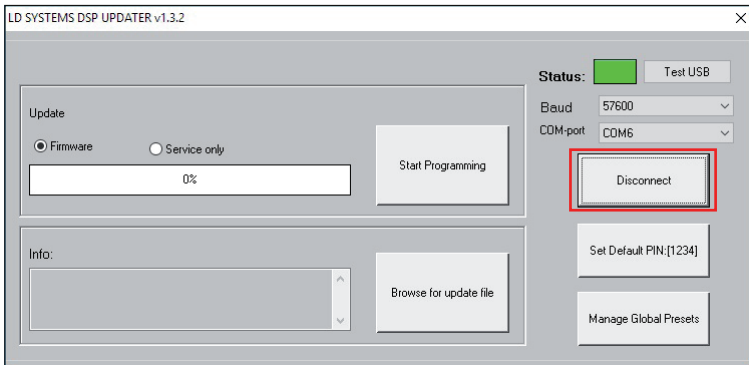 LD SYSTEMS DSP UPDATER v1.3.2
Status:
Test USB
Update
Baud
57600
Firmware
Service only
COM-port
COM6
0%
Start Programming
Disconnect
Info:
Set Default PIN:[1234]
Browse for update file
Manage Global Presets